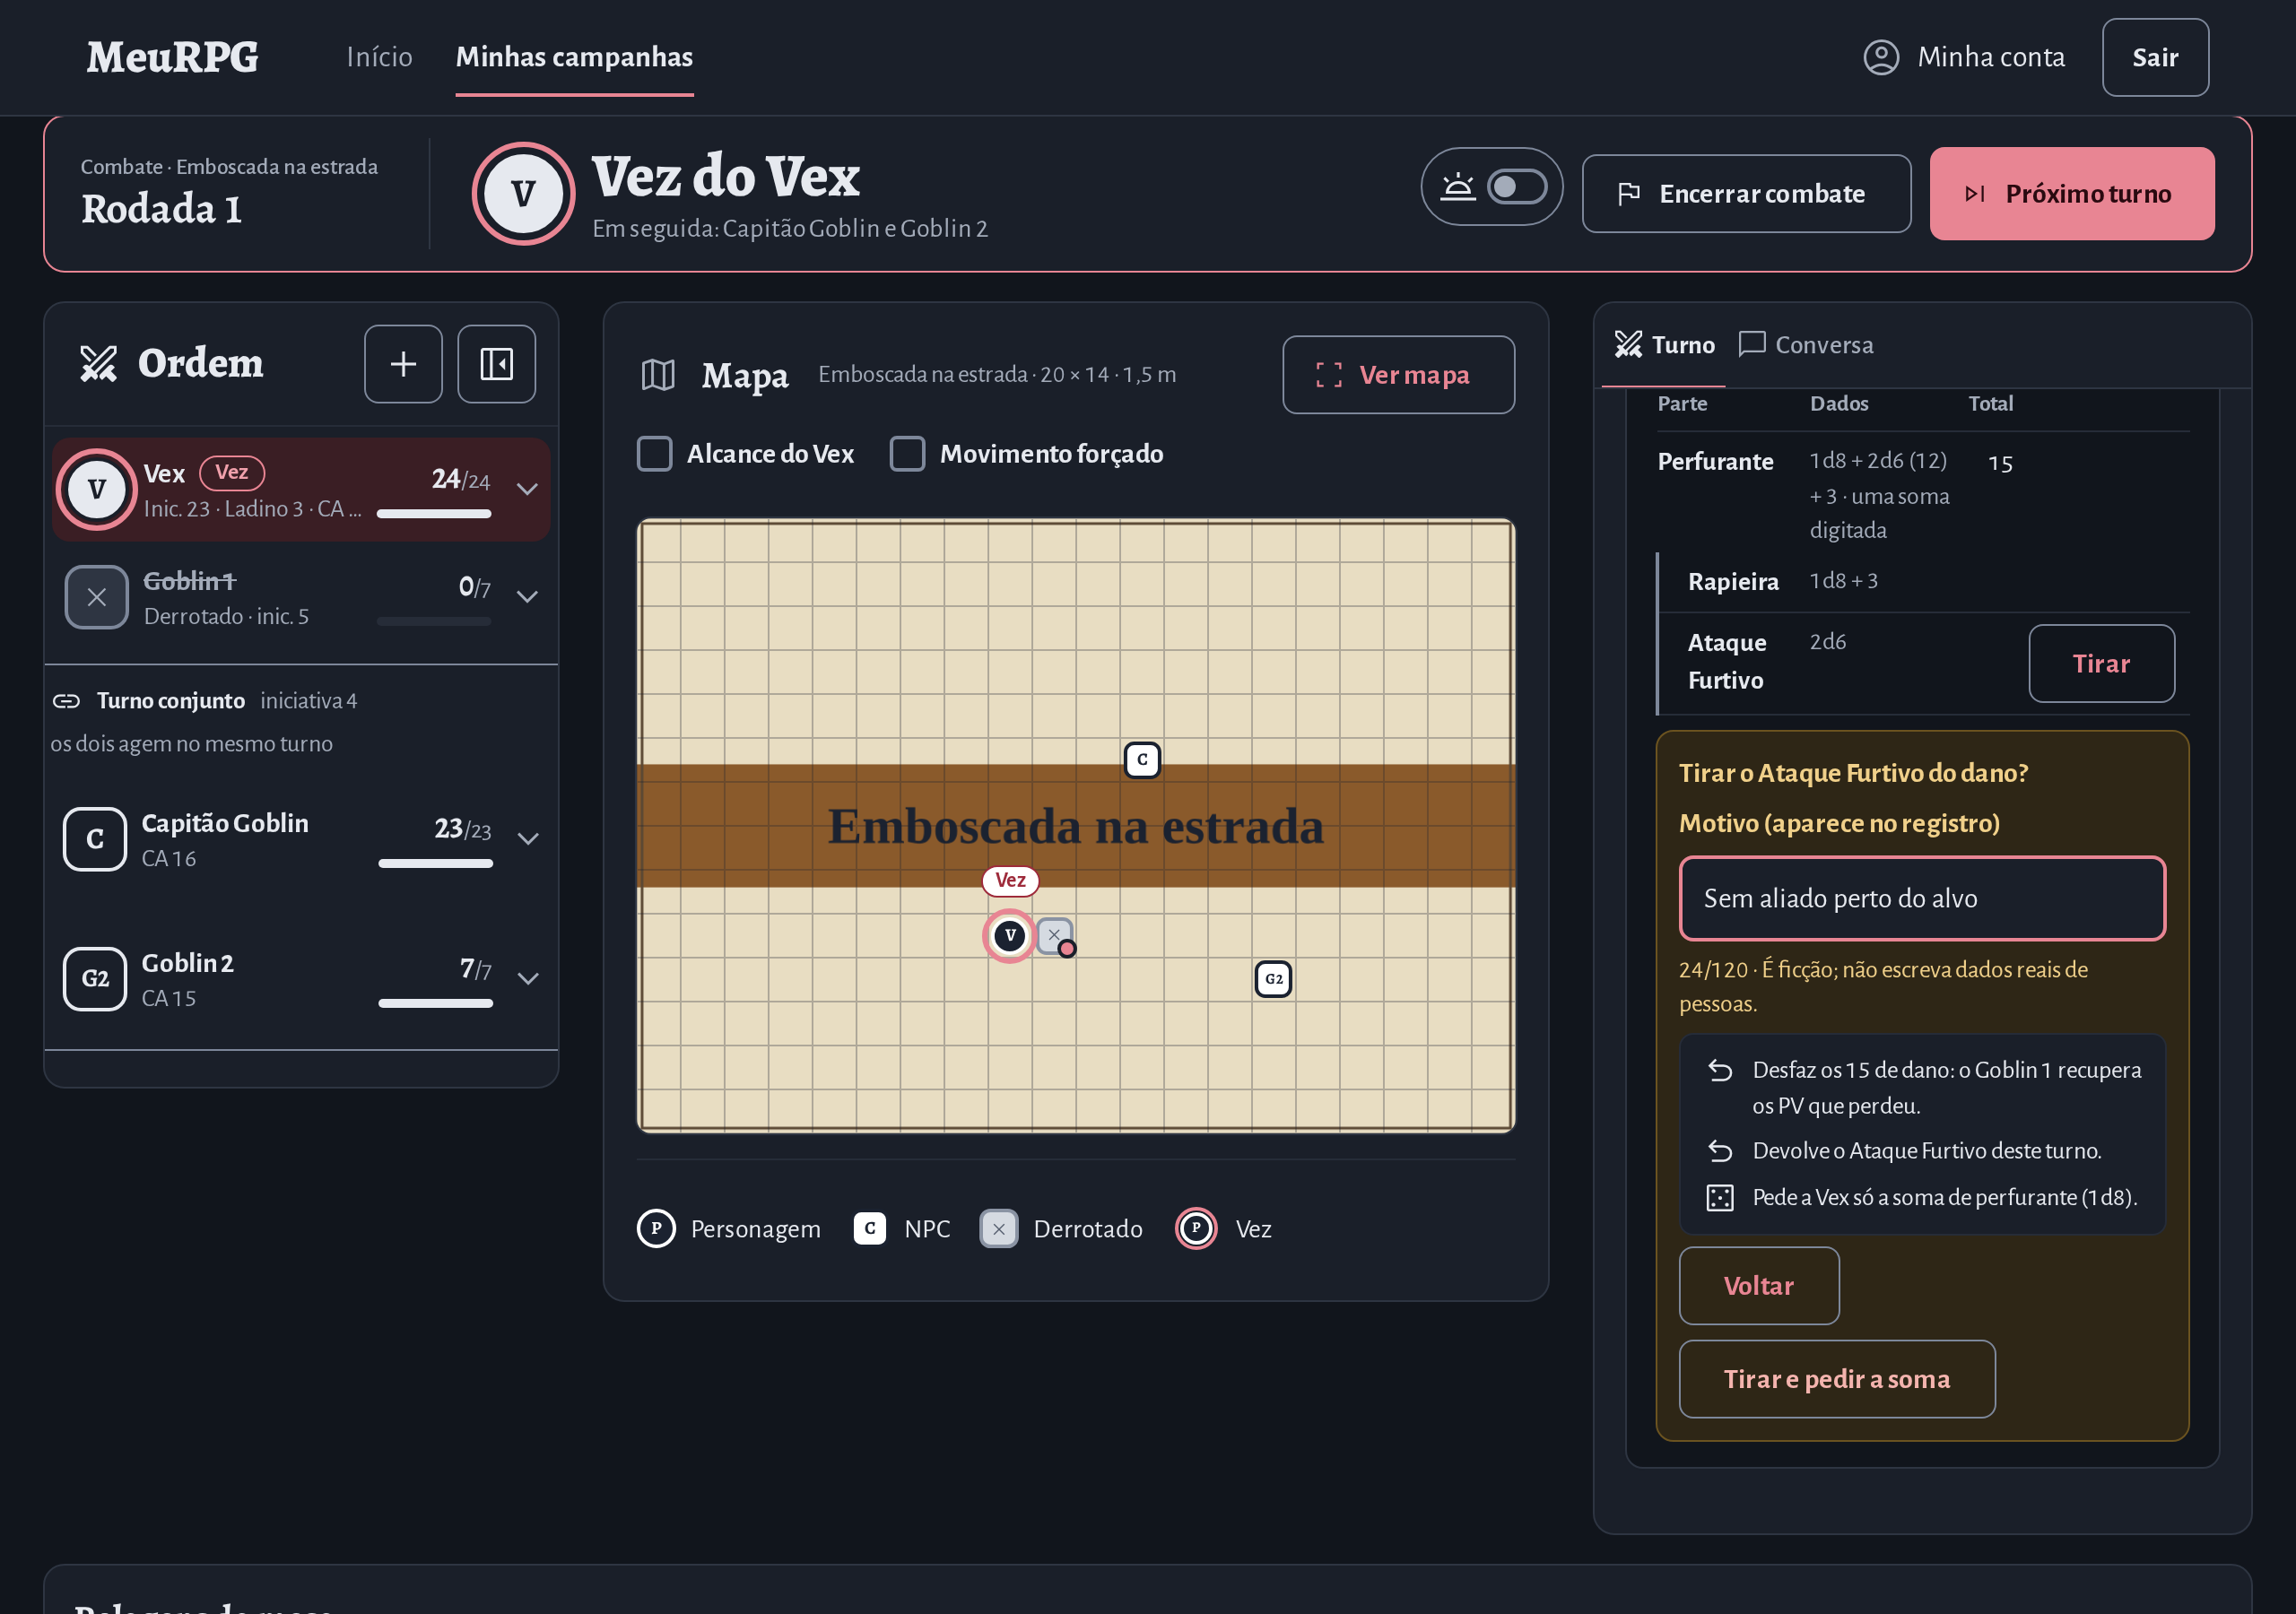 MeuRPG
Início
Minhas campanhas
Minha conta
Sair
Combate · Emboscada na estrada
Rodada 1
V
Vez do Vex
Em seguida: Capitão Goblin e Goblin 2
Encerrar combate
Próximo turno
Ordem
V
Vex
Vez
24/24
Inic. 23 · Ladino 3 · CA ...
Goblin 1
0/7
Derrotado · inic. 5
Turno conjunto
iniciativa 4
os dois agem no mesmo turno
C
Capitão Goblin
23/23
CA 16
G2
Goblin 2
7/7
CA 15
Mapa
Emboscada na estrada · 20 × 14 · 1,5 m
Ver mapa
Alcance do Vex
Movimento forçado
C
Emboscada na estrada
Vez
V
G2
P
Personagem
C
NPC
Derrotado
P
Vez
Turno
Conversa
Parte
Dados
Total
Perfurante
1d8 + 2d6 (12)
15
+ 3 · uma soma
digitada
Rapieira
1d8 + 3
Ataque
2d6
Furtivo
Tirar
Tirar o Ataque Furtivo do dano?
Motivo (aparece no registro)
Sem aliado perto do alvo
24/120 · É ficção; não escreva dados reais de
pessoas.
Desfaz os 15 de dano: o Goblin 1 recupera
os PV que perdeu.
Devolve o Ataque Furtivo deste turno.
Pede a Vex só a soma de perfurante (1d8).
Voltar
Tirar e pedir a soma